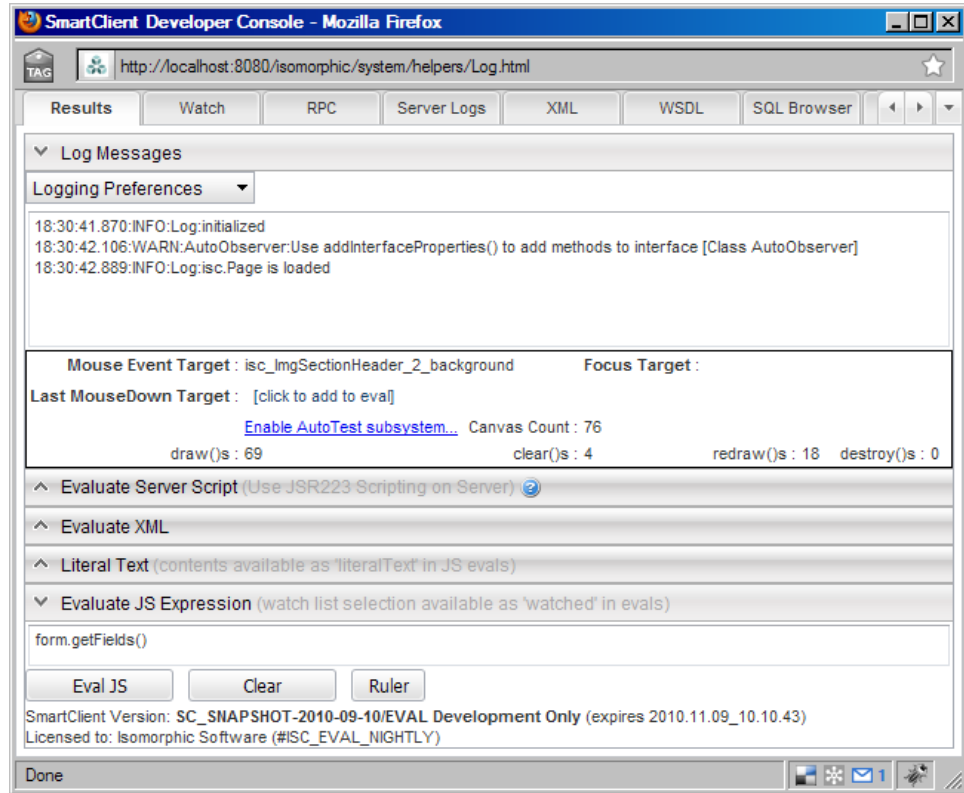 SmartClient Developer Console - Mozilla Firefox
TAG http://localhost:8080/isomorphic/system/helpers/Log.html
Results Watch RPC Server Logs XML WSDL SQL Browser
Log Messages
Logging Preferences
18:30:41.870:INFO:Log:initialized
18:30:42.106:WARN:AutoObserver:Use addInterfaceProperties() to add methods to interface [Class AutoObserver]
18:30:42.889:INFO:Log:isc.Page is loaded
Mouse Event Target : isc_ImgSectionHeader_2_background Focus Target :
Last MouseDown Target : [click to add to eval]
Enable AutoTest subsystem... Canvas Count : 76
draw()s : 69 clear()s : 4 redraw()s : 18 destroy()s : 0
Evaluate Server Script (Use JSR223 Scripting on Server) ?
Evaluate XML
Literal Text (contents available as 'literalText' in JS evals)
Evaluate JS Expression (watch list selection available as 'watched' in evals)
form.getFields()
Eval JS Clear Ruler
SmartClient Version: SC_SNAPSHOT-2010-09-10/EVAL Development Only (expires 2010.11.09_10.10.43)
Licensed to: Isomorphic Software (#ISC_EVAL_NIGHTLY)
Done 1